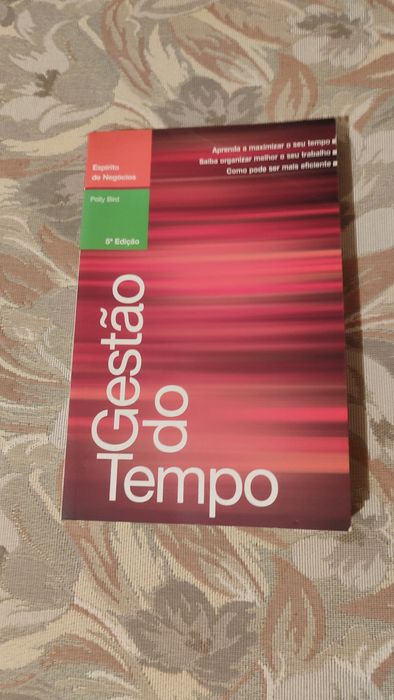 Espírito
de Negócios
Polly Bird
5ª Edição
Aprenda a maximizar o seu tempo
Saiba organizar melhor o seu trabalho
Como pode ser mais eficiente
Gestão
do
Tempo